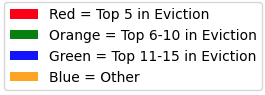 Red = Top 5 in Eviction
Orange = Top 6-10 in Eviction
Green = Top 11-15 in Eviction
Blue = Other